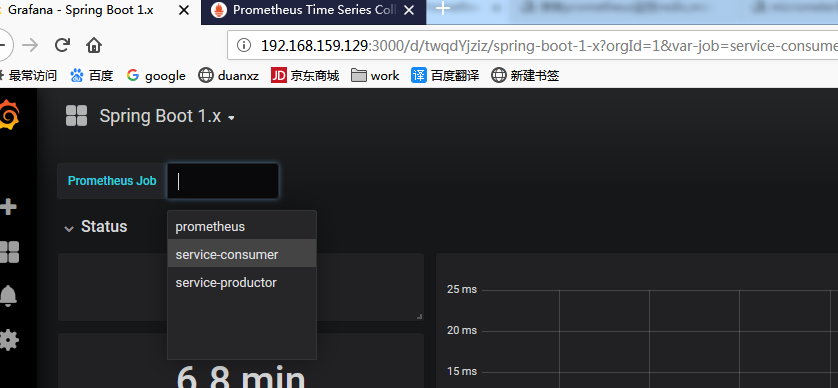 Grafana - Spring Boot 1.x
Prometheus Time Series Coll
192.168.159.129:3000/d/twqdYjziz/spring-boot-1-x?orgId=1&var-job=service-consume
最常访问 百度 google duanxz 京东商城 work 百度翻译 新建书签
Spring Boot 1.x
Prometheus Job
prometheus
service-consumer
service-productor
Status
6.8 min
25 ms
20 ms
15 ms